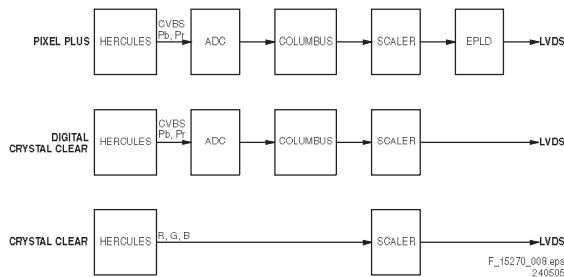 CVBS
Pb, Pr
PIXEL PLUS HERCULES ADC COLUMBUS SCALER EPLD LVDS
CVBS
Pb, Pr
DIGITAL
CRYSTAL CLEAR HERCULES ADC COLUMBUS SCALER LVDS
R, G, B
CRYSTAL CLEAR HERCULES SCALER LVDS
F_15270_008.eps
240505